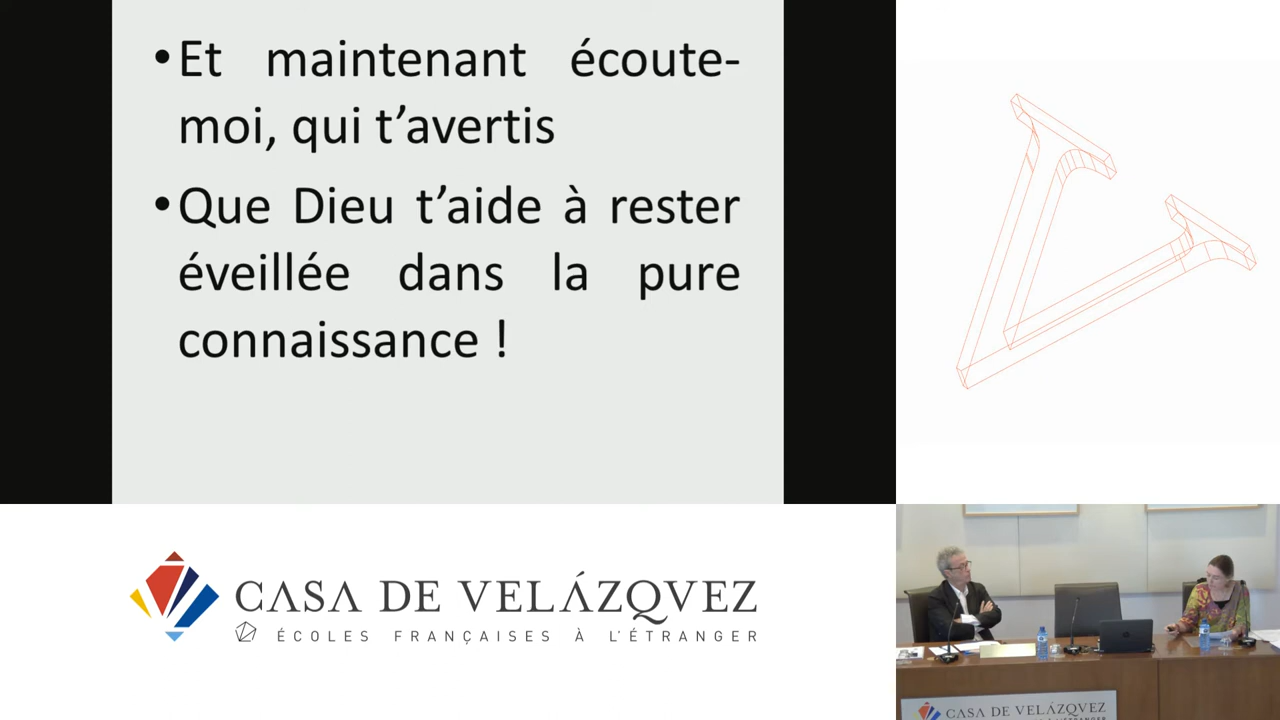 • Et maintenant écoute-
moi, qui t’avertis
• Que Dieu t’aide à rester
éveillée dans la pure
connaissance !
CASA DE VELÁZQVEZ
ÉCOLES FRANÇAISES À L'ÉTRANGER
CASA DE VELÁZQVEZ